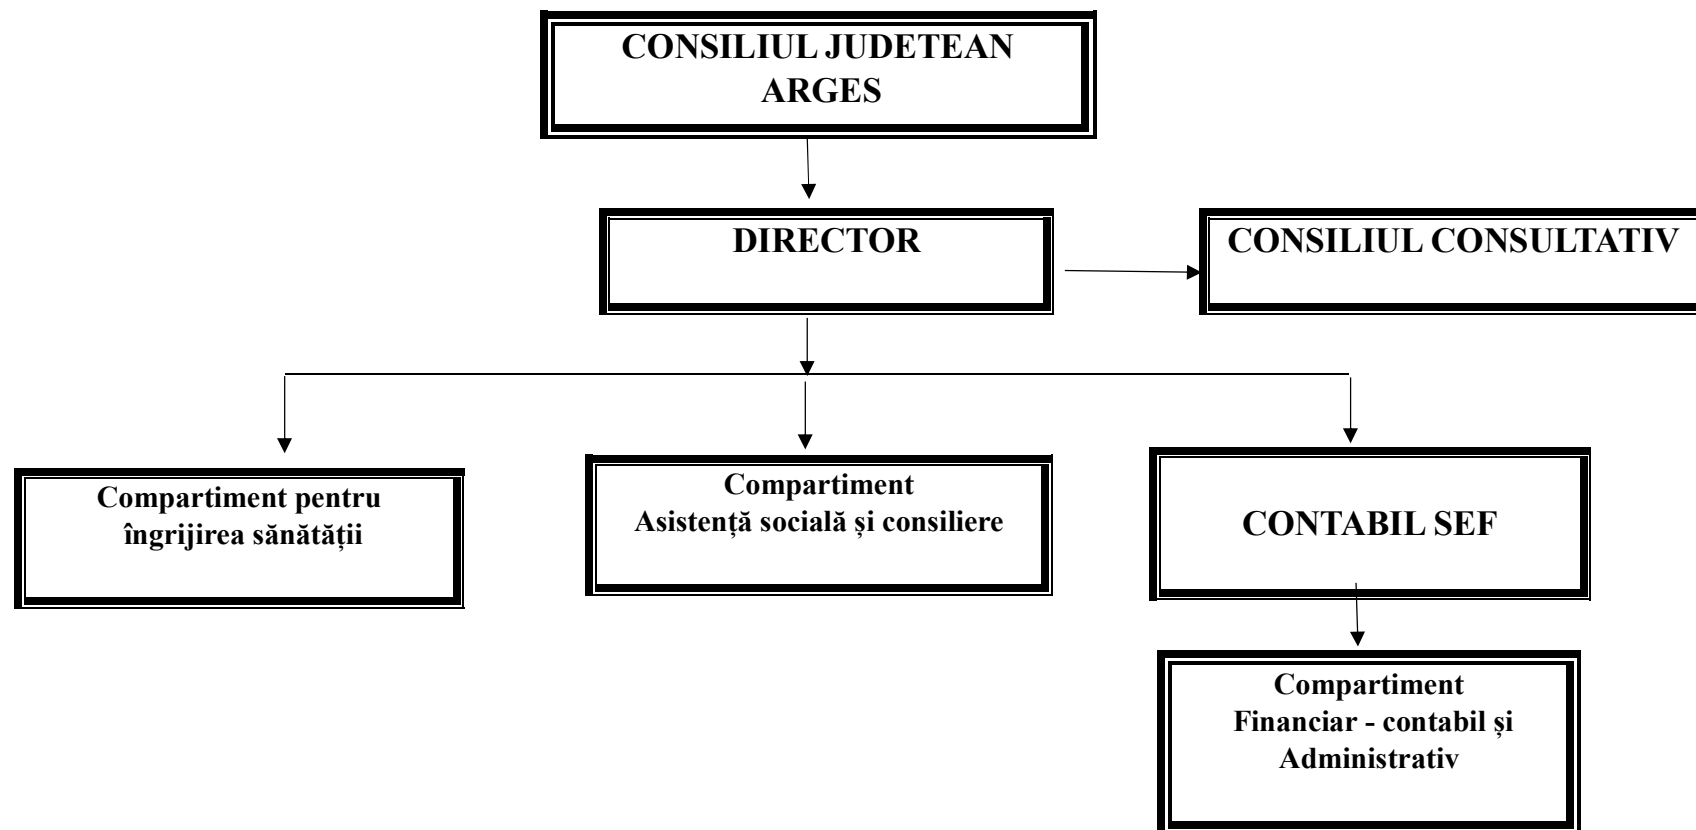 CONSILIUL JUDETEAN
ARGES
DIRECTOR
CONSILIUL CONSULTATIV
Compartiment pentru
îngrijirea sănătății
Compartiment
Asistență socială și consiliere
CONTABIL SEF
Compartiment
Financiar - contabil și
Administrativ